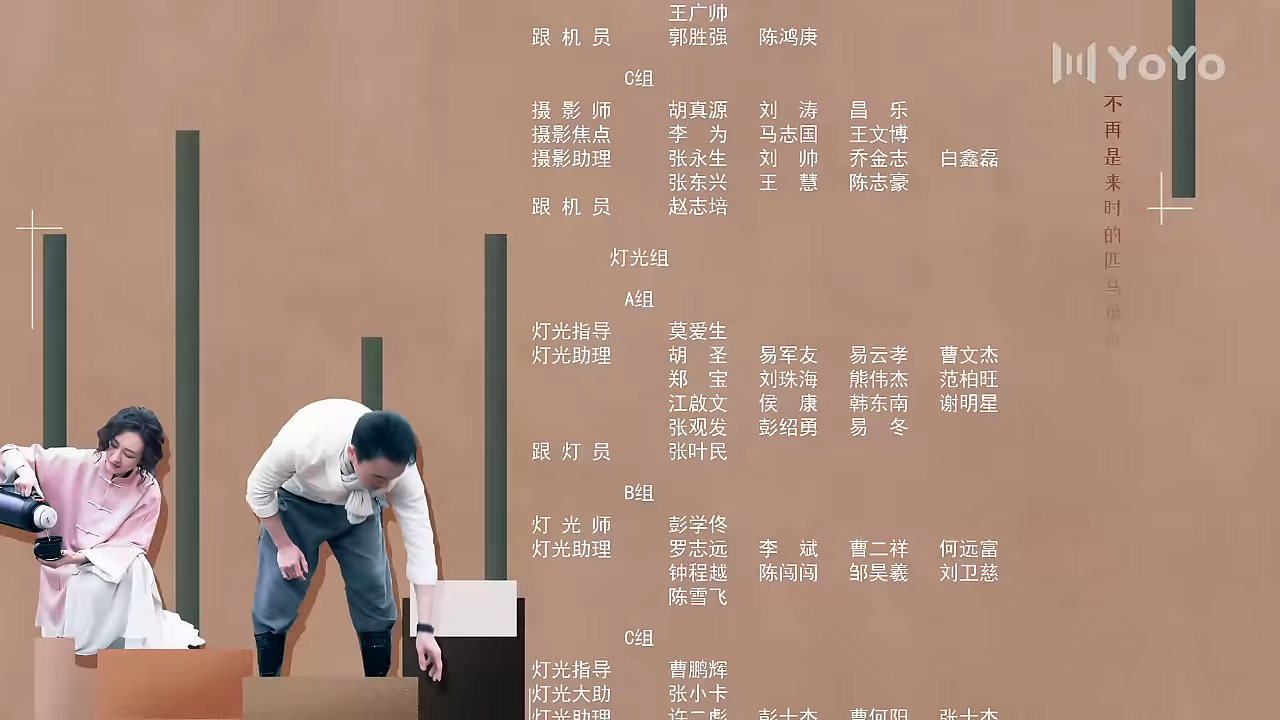 王广帅
跟 机 员 郭胜强 陈鸿庚
C组
摄 影 师 胡真源 刘 涛 昌 乐
摄影焦点 李 为 马志国 王文博
摄影助理 张永生 刘 帅 乔金志 白鑫磊
张东兴 王 慧 陈志豪
跟 机 员 赵志培
灯光组
A组
灯光指导 莫爱生
灯光助理 胡 圣 易军友 易云孝 曹文杰
郑 宝 刘珠海 熊伟杰 范柏旺
江啟文 侯 康 韩东南 谢明星
张观发 彭绍勇 易 冬
跟 灯 员 张叶民
B组
灯 光 师 彭学佟
灯光助理 罗志远 李 斌 曹二祥 何远富
钟程越 陈闯闯 邹昊羲 刘卫慈
陈雪飞
C组
灯光指导 曹鹏辉
灯光大助 张小卡
灯光助理
YoYo
不再是来时的匹马单